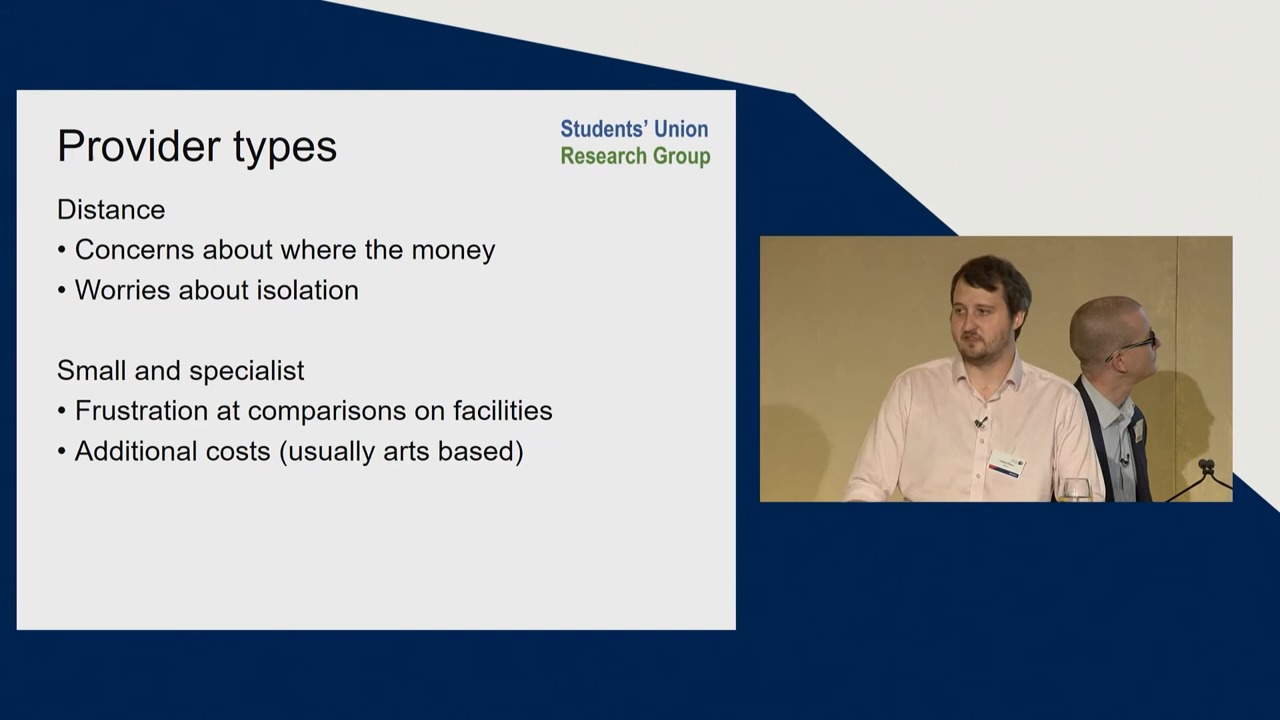 Provider types
Students' Union
Research Group
Distance
• Concerns about where the money
• Worries about isolation
Small and specialist
• Frustration at comparisons on facilities
• Additional costs (usually arts based)